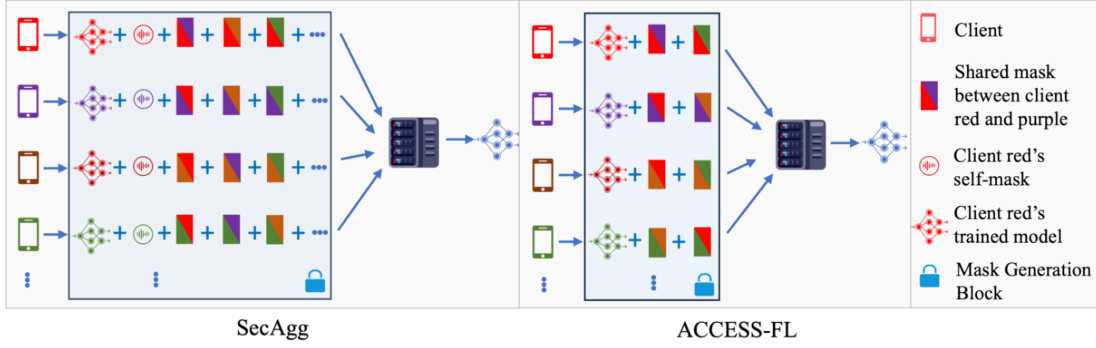 Client
Shared mask
between client
red and purple
Client red's
self-mask
Client red's
trained model
Mask Generation
Block
SecAgg
ACCESS-FL